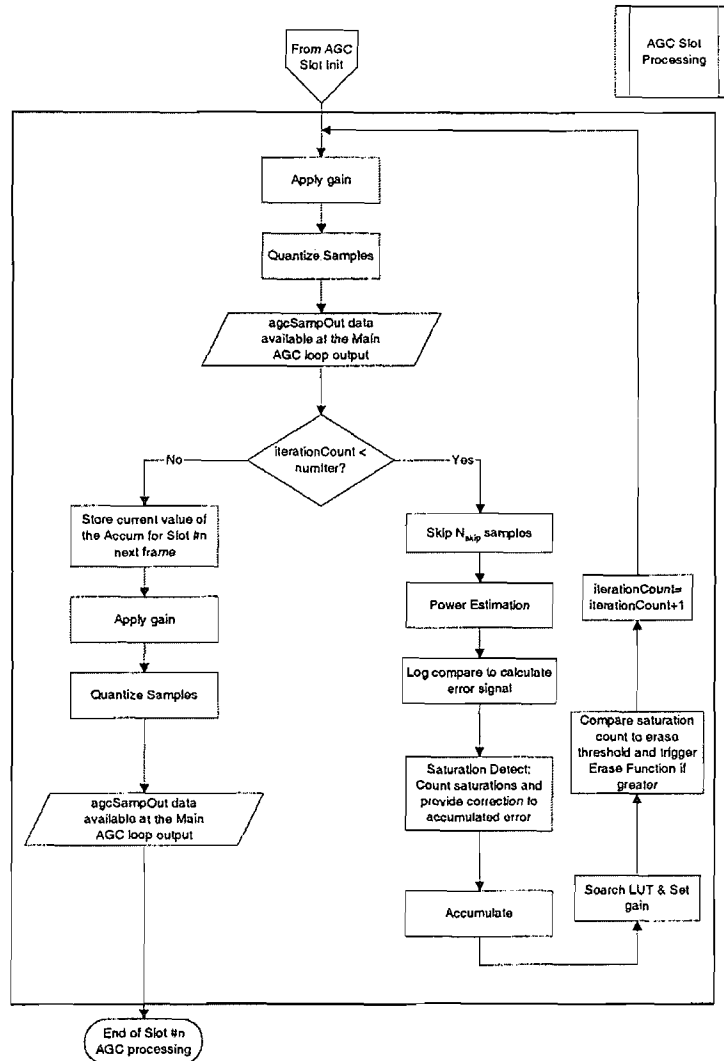 From AGC
Slot Init
AGC Slot
Processing
Apply gain
Quantize Samples
agcSampOut data
available at the Main
AGC loop output
iterationCount <
numIter?
No
Yes
Store current value of
the Accum for Slot #n
next frame
Apply gain
Quantize Samples
agcSampOut data
available at the Main
AGC loop output
End of Slot #n
AGC processing
Skip Nskip samples
Power Estimation
Log compare to calculate
error signal
Saturation Detect;
Count saturations and
provide correction to
accumulated error
Accumulate
Search LUT & Set
gain
Compare saturation
count to erase
threshold and trigger
Erase Function if
greater
iterationCount=
iterationCount+1